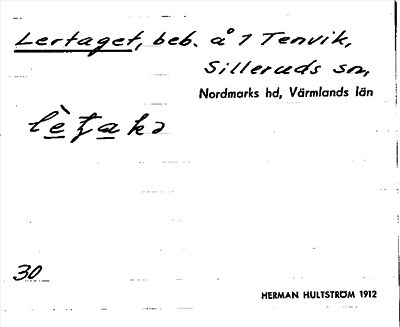 Lertaget, beb. å 1 Tenvik,
Silleruds sn,
Nordmarks hd, Värmlands län
30
HERMAN HULTSTRÖM 1912